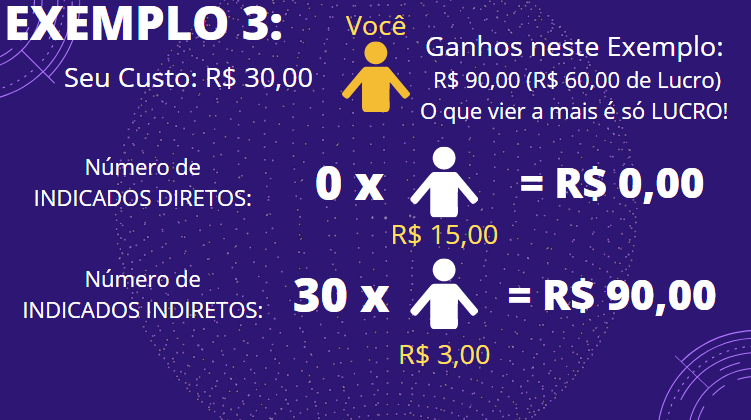 EXEMPLO 3:
Você
Seu Custo: R$ 30,00
Ganhos neste Exemplo:
R$ 90,00 (R$ 60,00 de Lucro)
O que vier a mais é só LUCRO!
Número de
INDICADOS DIRETOS:
0 x
= R$ 0,00
R$ 15,00
Número de
INDICADOS INDIRETOS:
30 x
= R$ 90,00
R$ 3,00